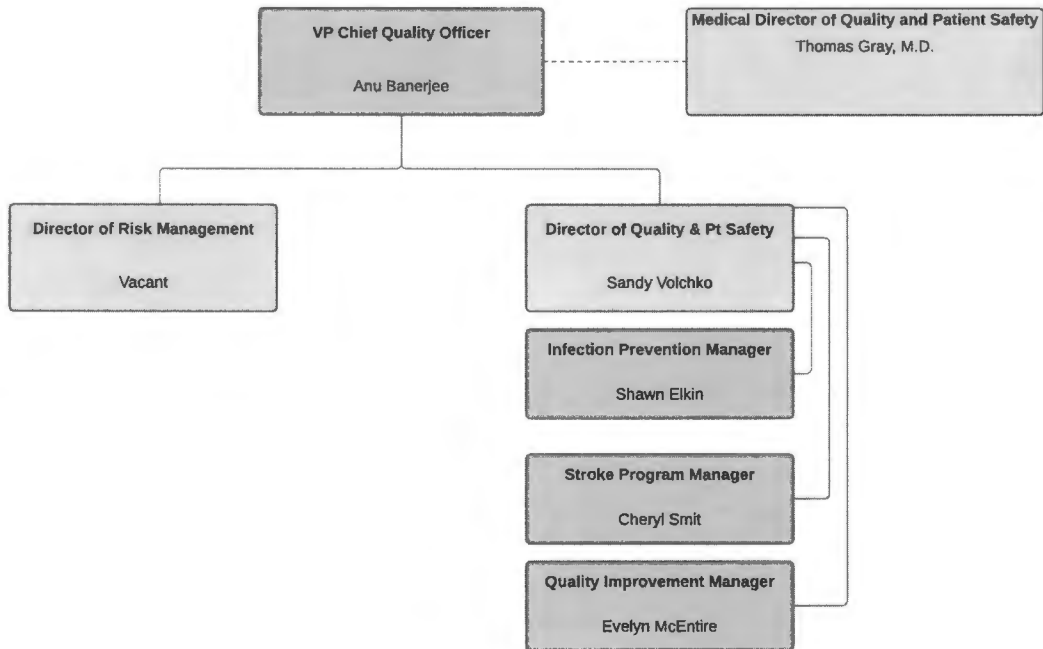 VP Chief Quality Officer
Anu Banerjee
Medical Director of Quality and Patient Safety
Thomas Gray, M.D.
Director of Risk Management
Vacant
Director of Quality & Pt Safety
Sandy Volchko
Infection Prevention Manager
Shawn Elkin
Stroke Program Manager
Cheryl Smit
Quality Improvement Manager
Evelyn McEntire